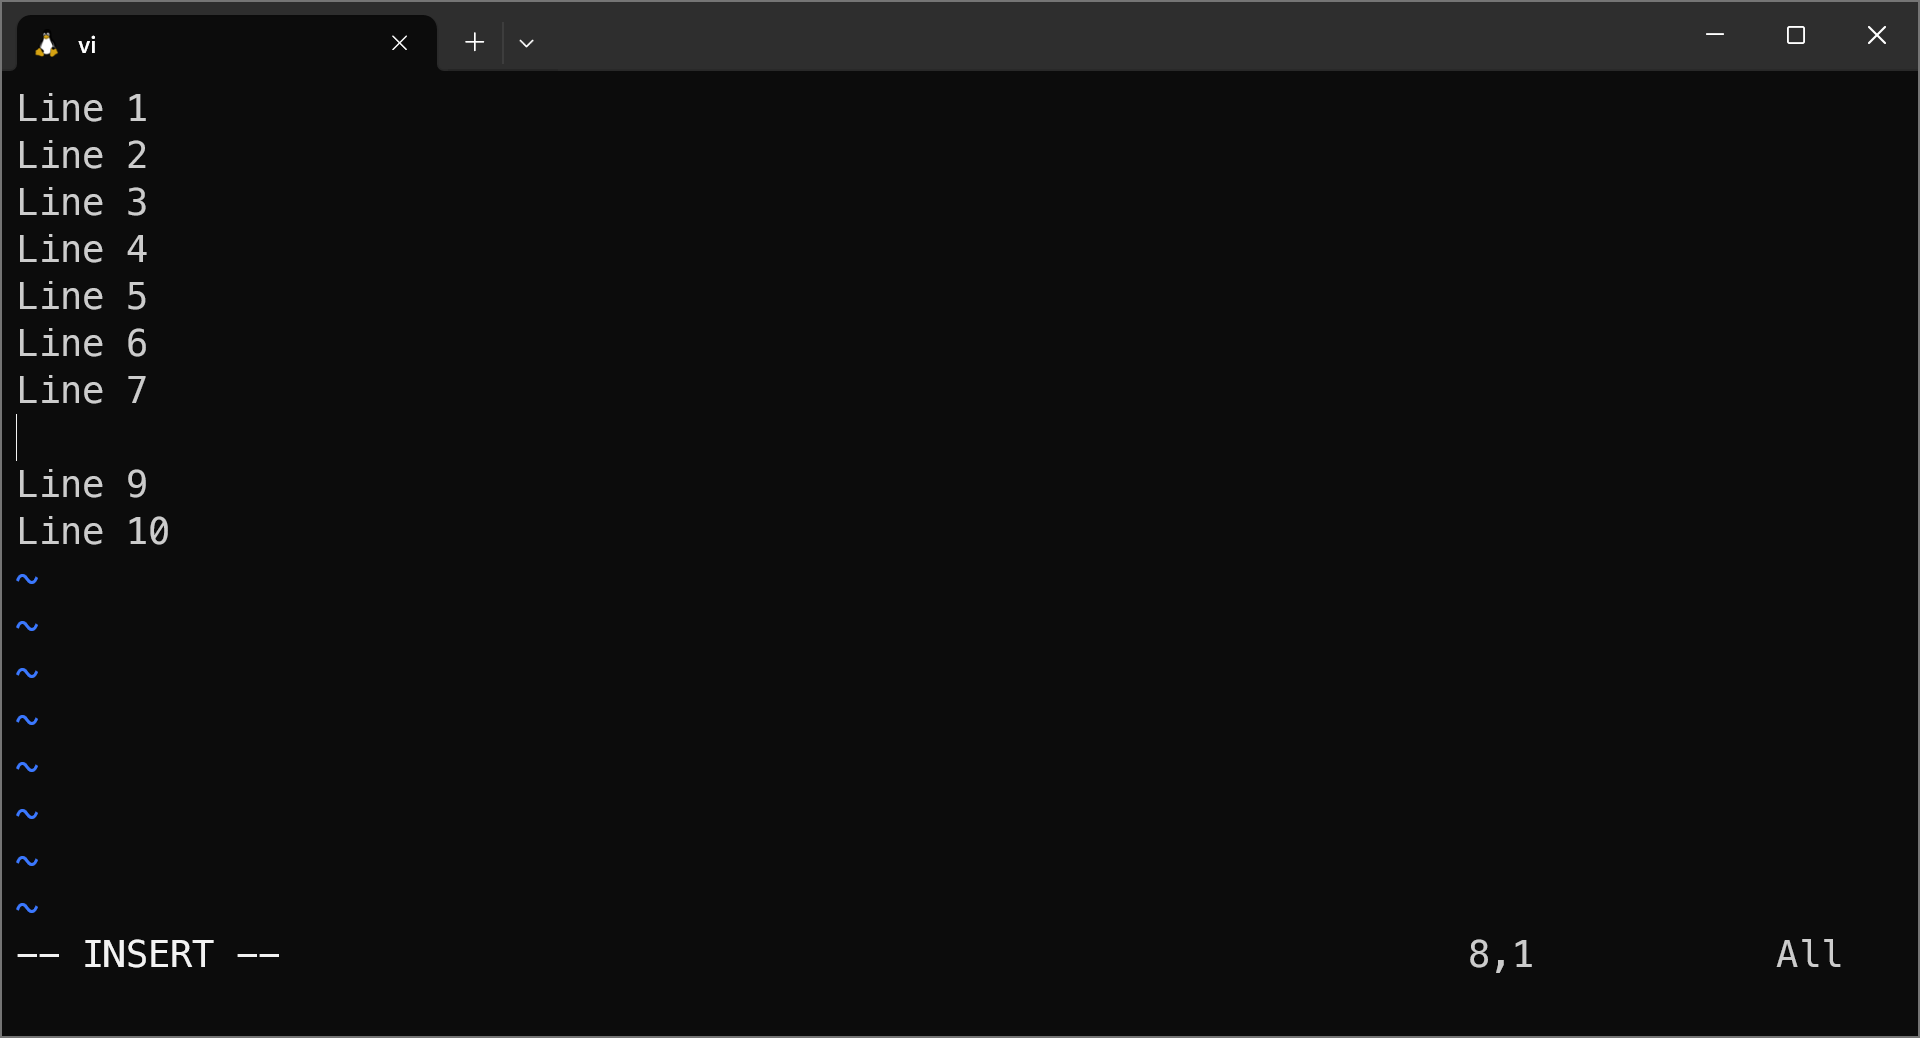 vi
Line 1
Line 2
Line 3
Line 4
Line 5
Line 6
Line 7
Line 9
Line 10
~
~
~
~
~
~
~
~
-- INSERT -- 8,1 All